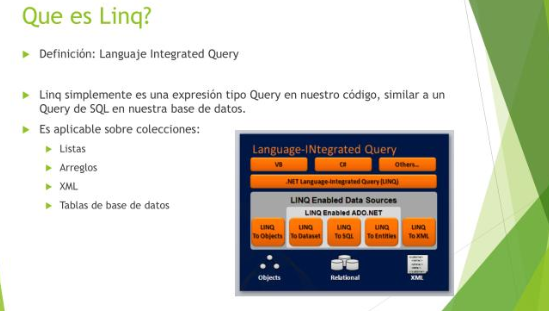 Que es Linq?
Definición: Languaje Integrated Query
Linq simplemente es una expresión tipo Query en nuestro código, similar a un
Query de SQL en nuestra base de datos.
Es aplicable sobre colecciones:
Listas
Arreglos
XML
Tablas de base de datos
Language-INtegrated Query
VB C# Others...
.NET Language-Integrated Query (LINQ)
LINQ Enabled Data Sources
LINQ Enabled ADO.NET
LINQ LINQ LINQ LINQ LINQ
To Objects To Dataset To SQL To Entities To XML
Objects Relational XML